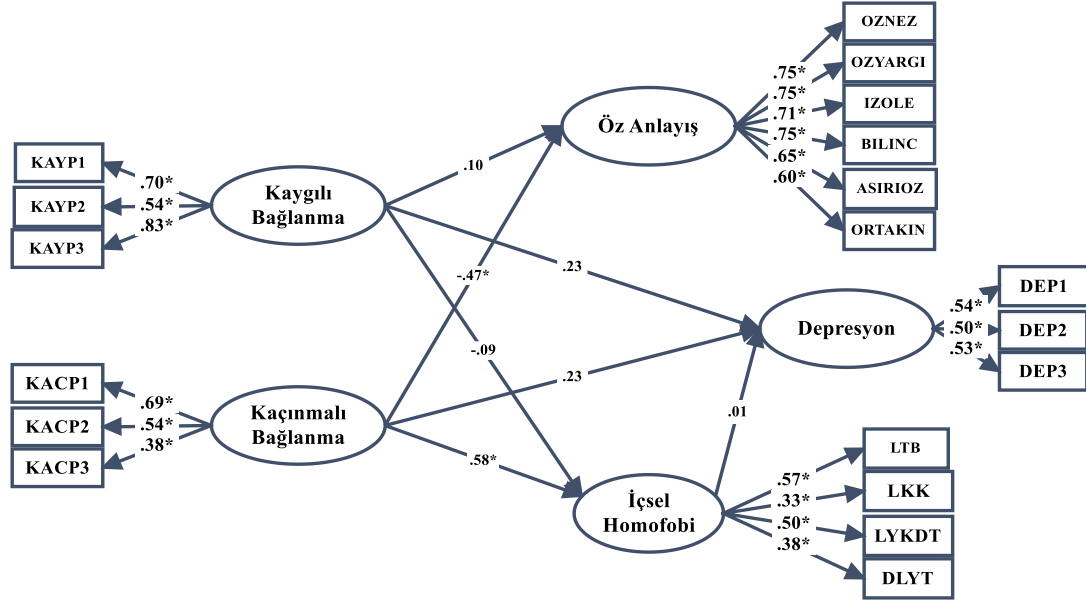 OZNEZ
OZYARGI
IZOLE
BILINC
ASIRIOZ
ORTAKIN
.75*
.75*
.71*
.75*
.65*
.60*
Öz Anlayış
KAYP1
KAYP2
KAYP3
.70*
.54*
.83*
Kaygılı
Bağlanma
.10
.23
-.47*
-.09
.23
.58*
.01
Depresyon
.54*
.50*
.53*
DEP1
DEP2
DEP3
KACP1
KACP2
KACP3
.69*
.54*
.38*
Kaçınmalı
Bağlanma
İçsel
Homofobi
.57*
.33*
.50*
.38*
LTB
LKK
LYKDT
DLYT